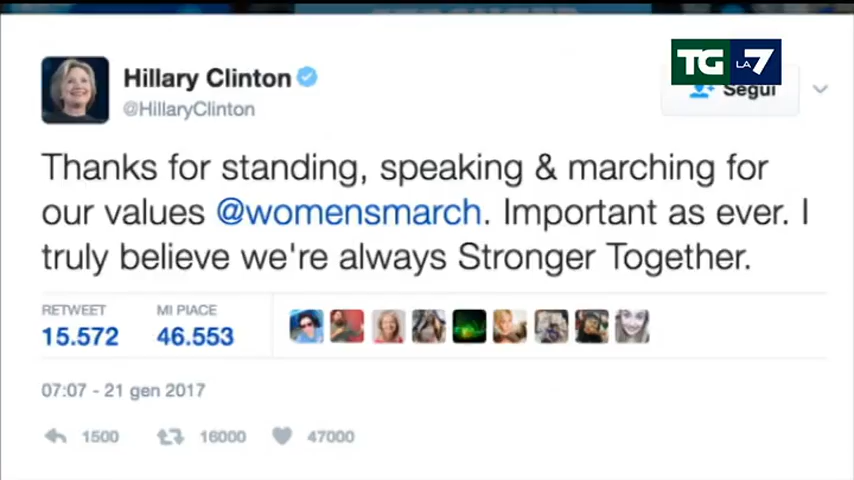 TG LA 7
Hillary Clinton
Segui
@HillaryClinton
Thanks for standing, speaking & marching for
our values @womensmarch. Important as ever. I
truly believe we're always Stronger Together.
RETWEET MI PIACE
15.572 46.553
07:07 - 21 gen 2017
1500 16000 47000